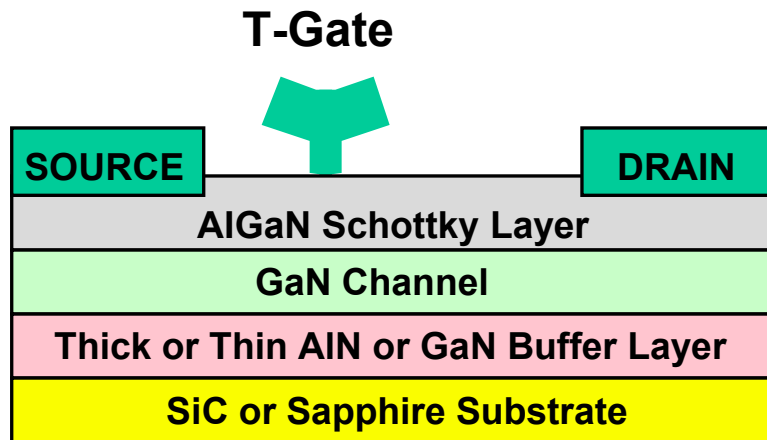 T-Gate
SOURCE
DRAIN
AlGaN Schottky Layer
GaN Channel
Thick or Thin AlN or GaN Buffer Layer
SiC or Sapphire Substrate